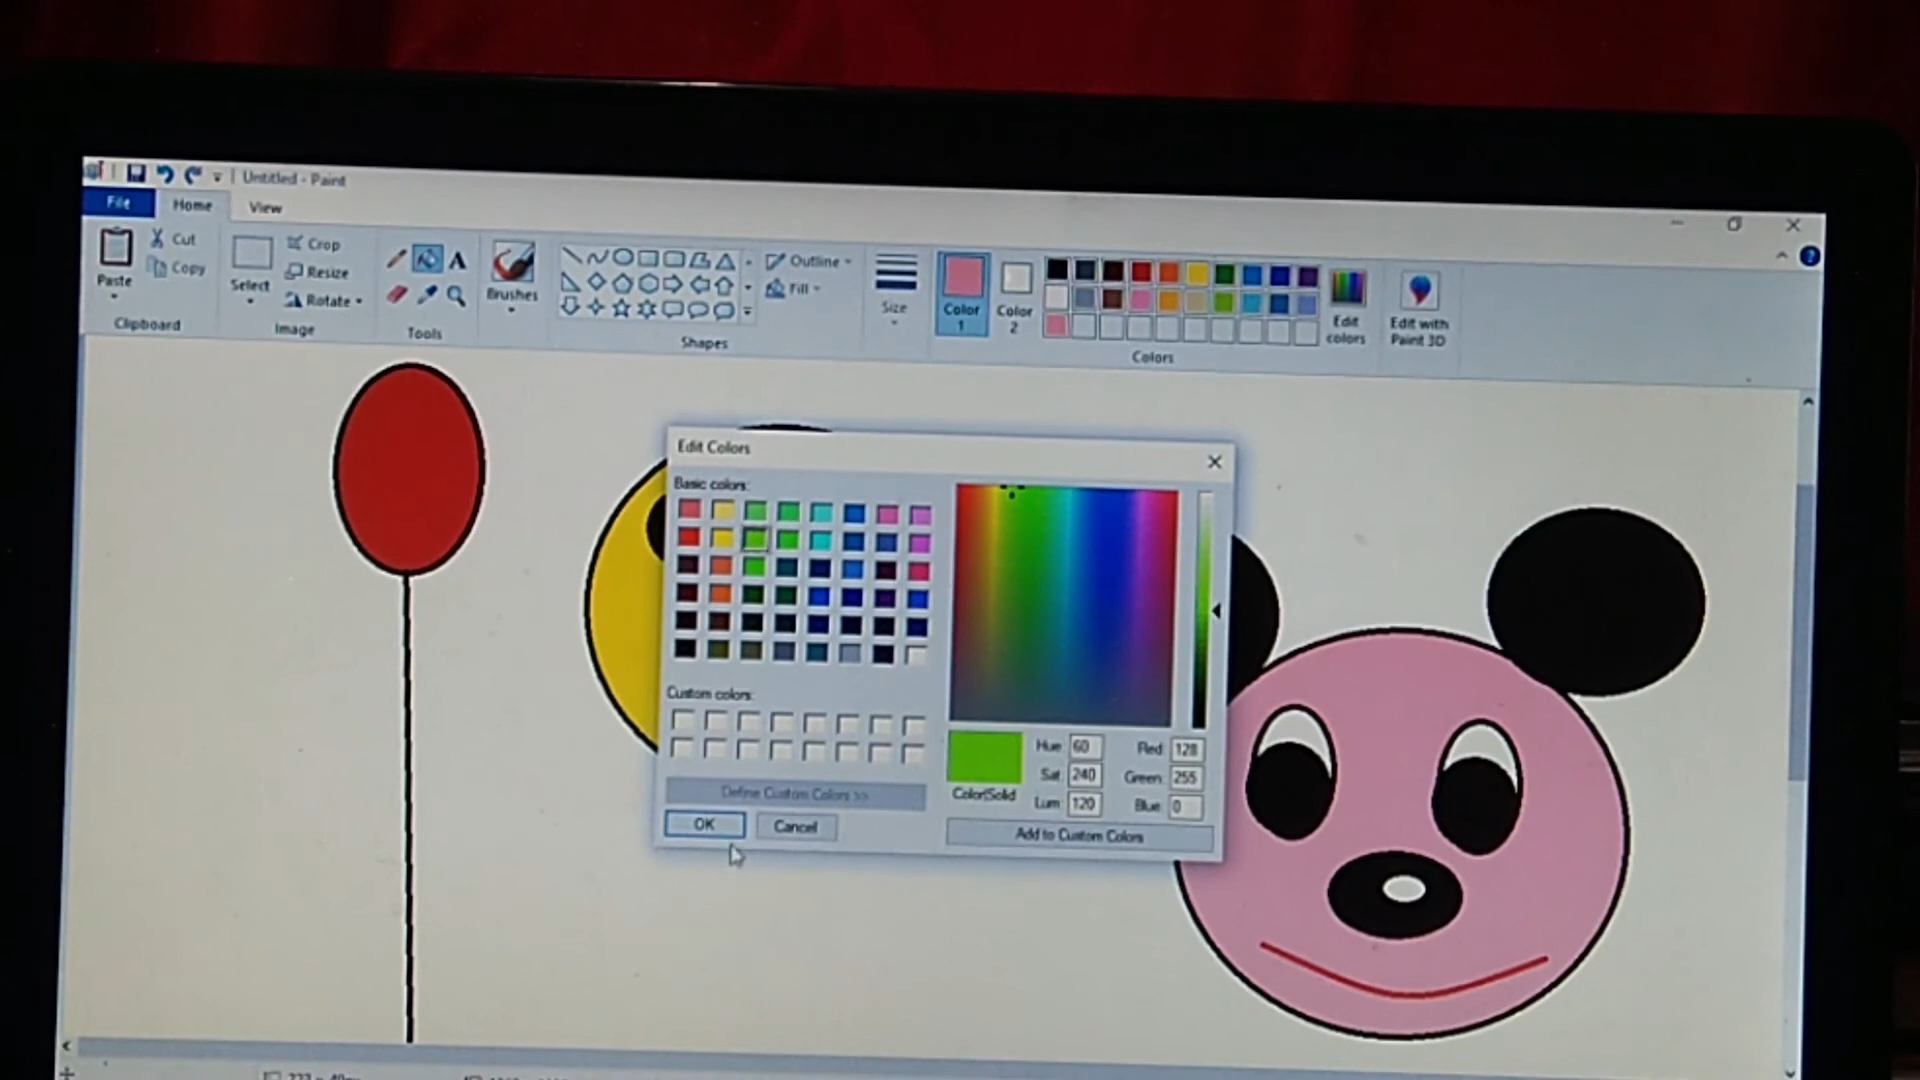 Untitled - Paint
File Home View
Paste
Cut
Copy
Clipboard
Select
Crop
Resize
Rotate
Image
A
Tools
Brushes
Outline
Fill
Shapes
Size
Color 1
Color 2
Edit colors
Colors
Edit with Paint 3D
?
Edit Colors
Basic colors:
Custom colors:
Define Custom Colors >>
OK Cancel
Color|Solid
Hue: 60 Red: 128
Sat: 240 Green: 255
Lum: 120 Blue: 0
Add to Custom Colors